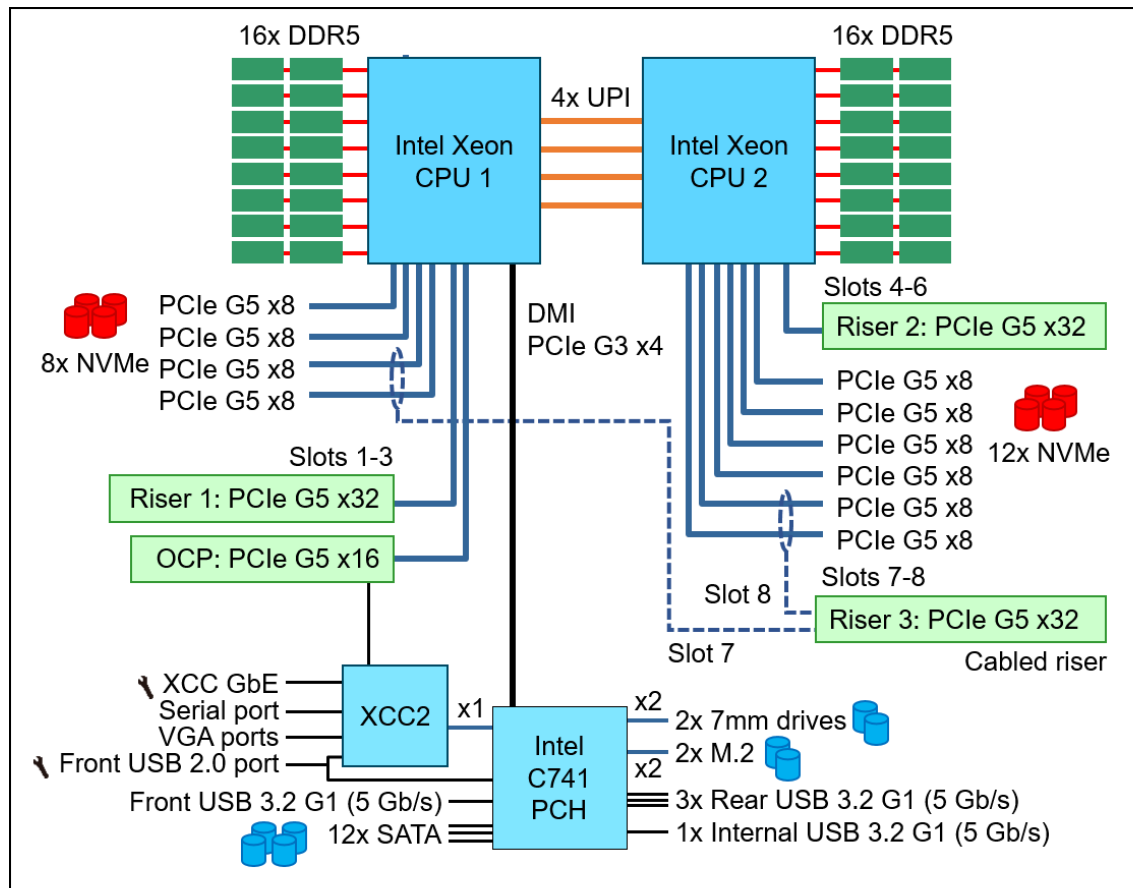 16x DDR5
16x DDR5
4x UPI
Intel Xeon
CPU 1
Intel Xeon
CPU 2
PCIe G5 x8
PCIe G5 x8
PCIe G5 x8
PCIe G5 x8
8x NVMe
DMI
PCIe G3 x4
Slots 4-6
Riser 2: PCIe G5 x32
PCIe G5 x8
PCIe G5 x8
PCIe G5 x8
PCIe G5 x8
PCIe G5 x8
PCIe G5 x8
12x NVMe
Slots 1-3
Riser 1: PCIe G5 x32
OCP: PCIe G5 x16
Slot 8
Slots 7-8
Riser 3: PCIe G5 x32
Slot 7
Cabled riser
XCC GbE
Serial port
VGA ports
Front USB 2.0 port
XCC2
x1
Intel
C741
PCH
x2
2x 7mm drives
2x M.2
x2
Front USB 3.2 G1 (5 Gb/s)
12x SATA
3x Rear USB 3.2 G1 (5 Gb/s)
1x Internal USB 3.2 G1 (5 Gb/s)